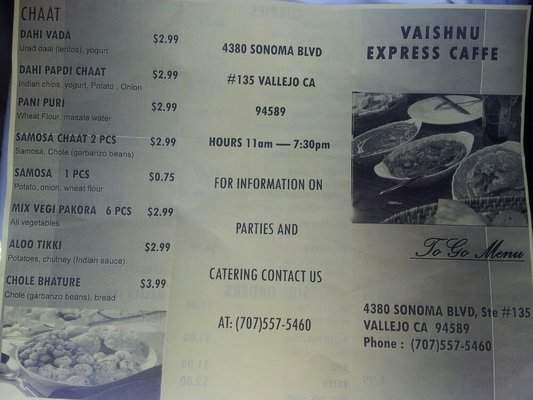 CHAAT
DAHI VADA $2.99
Urad daal (lentos), yogurt
DAHI PAPDI CHAAT $2.99
Indian chips, yogurt, Potato , Onion
PANI PURI $2.99
Wheat Flour, masala water
SAMOSA CHAAT 2 PCS $2.99
Samosa, Chole (garbanzo beans)
SAMOSA 1 PCS $0.75
Potato, onion, wheat flour
MIX VEGI PAKORA 6 PCS $2.99
All vegetables
ALOO TIKKI $2.99
Potatoes, chutney (Indian sauce)
CHOLE BHATURE $3.99
Chole (garbanzo beans), bread
4380 SONOMA BLVD
#135 VALLEJO CA
94589
HOURS 11am — 7:30pm
FOR INFORMATION ON
PARTIES AND
CATERING CONTACT US
AT: (707)557-5460
VAISHNU
EXPRESS CAFFE
To Go Menu
4380 SONOMA BLVD, Ste #135
VALLEJO CA 94589
Phone : (707)557-5460